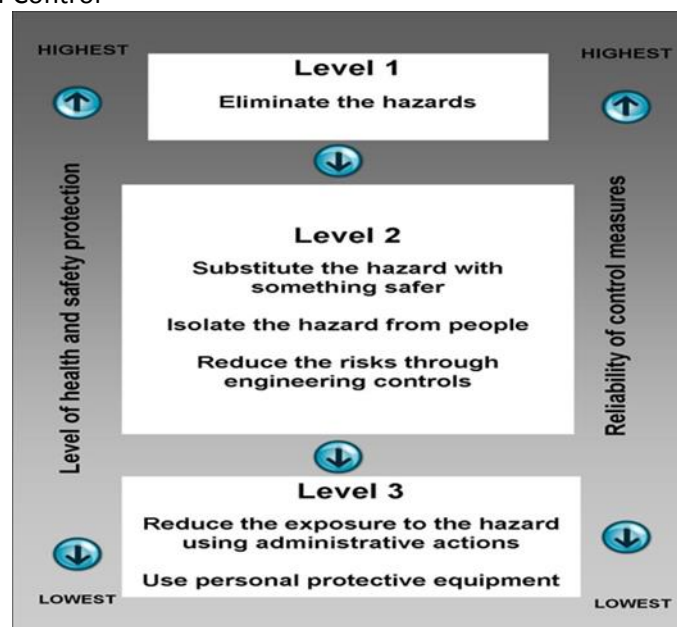 Control
HIGHEST
HIGHEST
Level 1
Eliminate the hazards
Level of health and safety protection
Reliability of control measures
Level 2
Substitute the hazard with
something safer
Isolate the hazard from people
Reduce the risks through
engineering controls
Level 3
Reduce the exposure to the hazard
using administrative actions
Use personal protective equipment
LOWEST
LOWEST